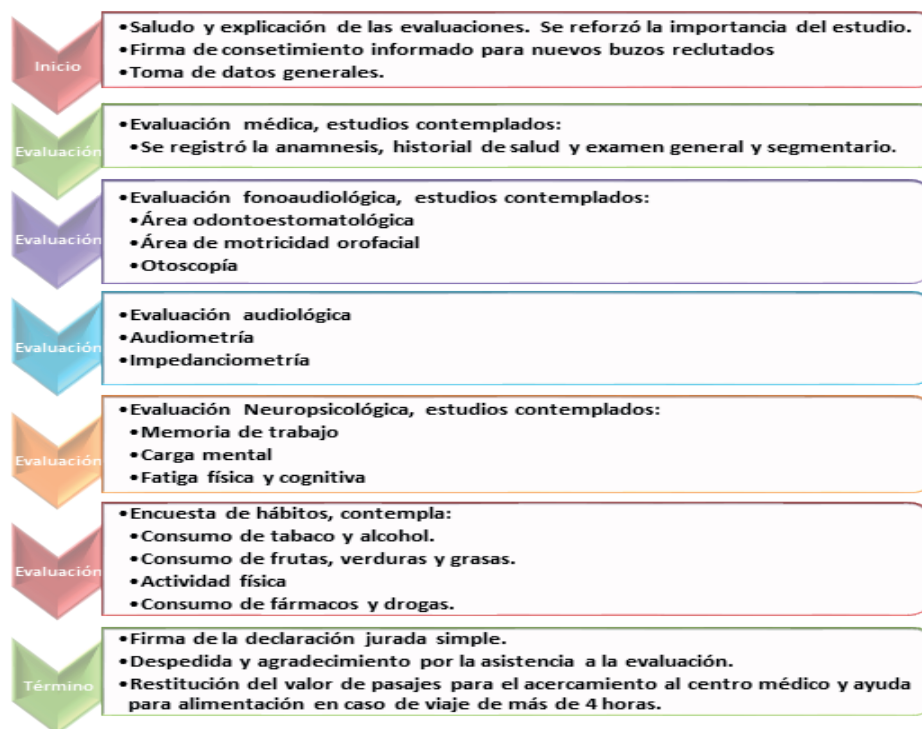 Inicio
•Saludo y explicación de las evaluaciones. Se reforzó la importancia del estudio.
•Firma de consetimiento informado para nuevos buzos reclutados
•Toma de datos generales.
Evaluación
•Evaluación médica, estudios contemplados:
•Se registró la anamnesis, historial de salud y examen general y segmentario.
Evaluación
•Evaluación fonoaudiológica, estudios contemplados:
•Área odontoestomatológica
•Área de motricidad orofacial
•Otoscopía
Evaluación
•Evaluación audiológica
•Audiometría
•Impedanciometría
Evaluación
•Evaluación Neuropsicológica, estudios contemplados:
•Memoria de trabajo
•Carga mental
•Fatiga física y cognitiva
Evaluación
•Encuesta de hábitos, contempla:
•Consumo de tabaco y alcohol.
•Consumo de frutas, verduras y grasas.
•Actividad física
•Consumo de fármacos y drogas.
Término
•Firma de la declaración jurada simple.
•Despedida y agradecimiento por la asistencia a la evaluación.
•Restitución del valor de pasajes para el acercamiento al centro médico y ayuda
para alimentación en caso de viaje de más de 4 horas.